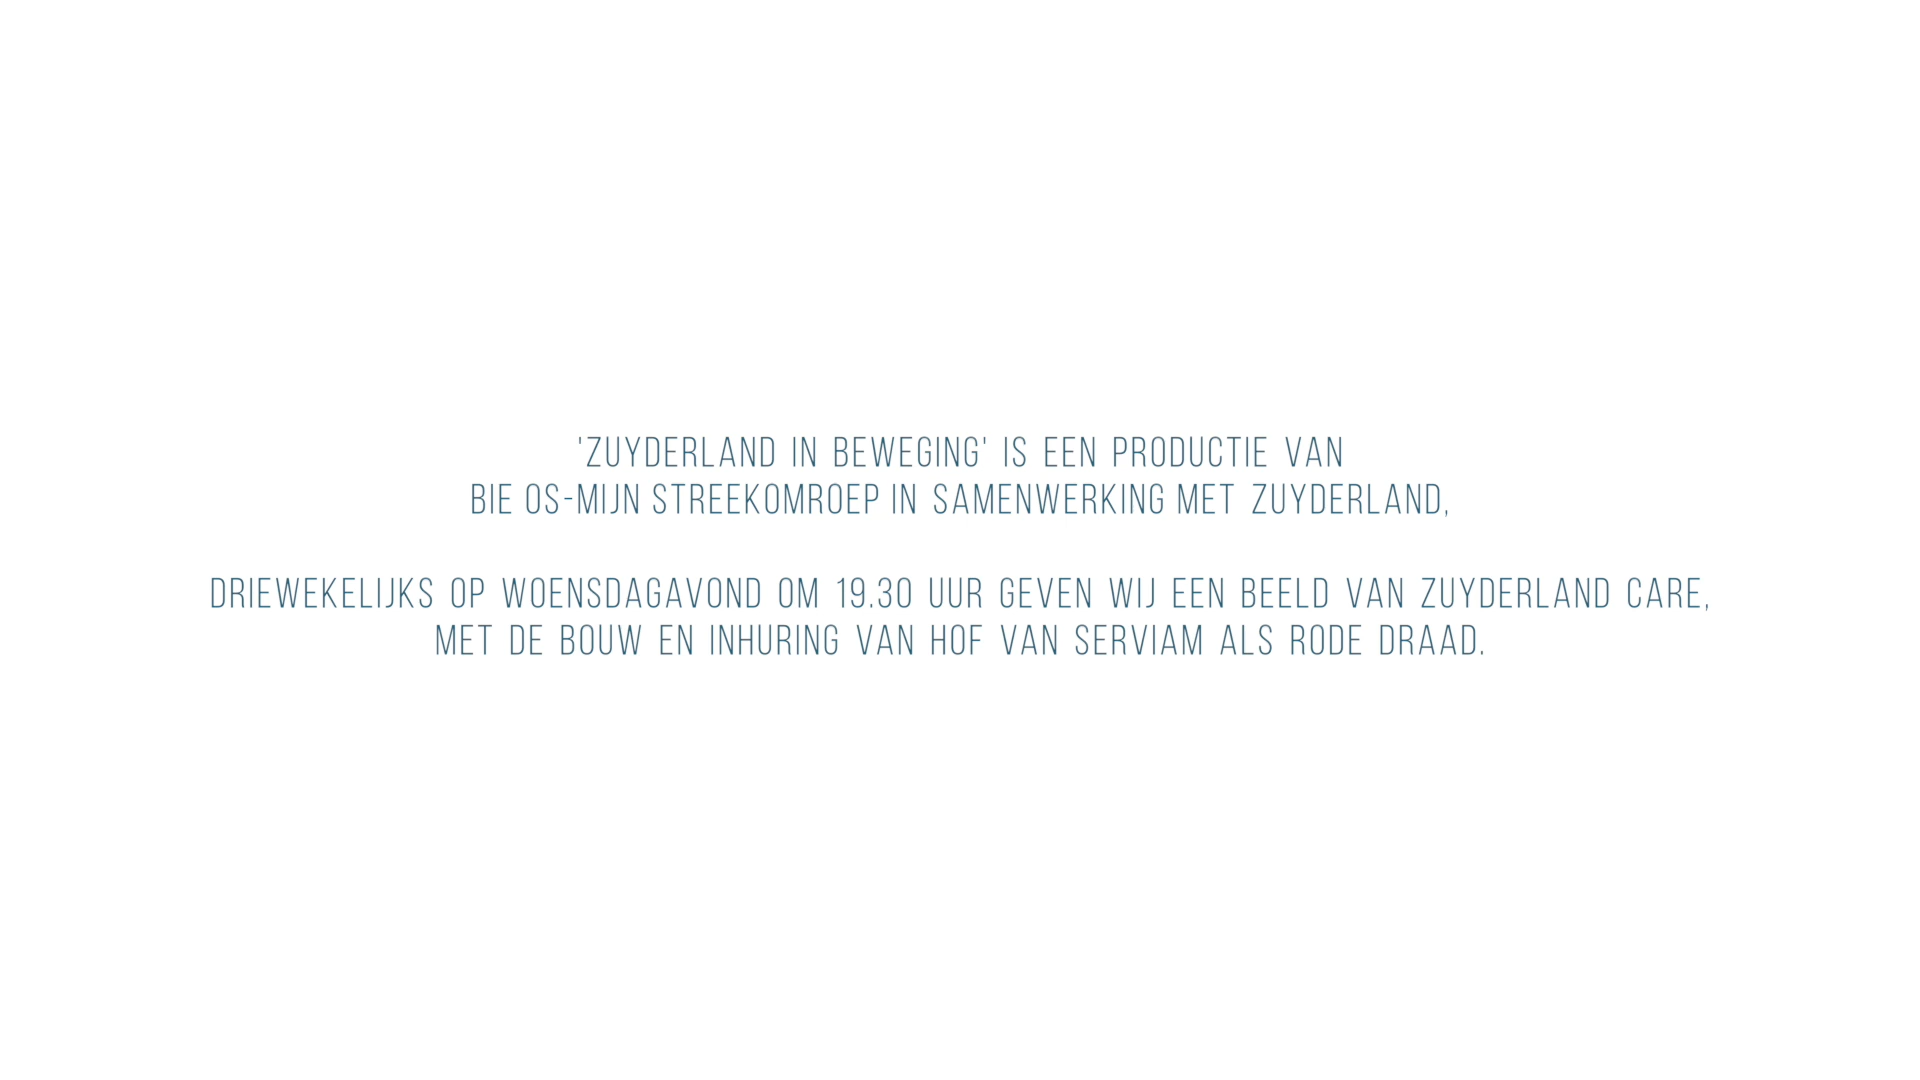 'ZUYDERLAND IN BEWEGING' IS EEN PRODUCTIE VAN
BIE OS-MIJN STREEKOMROEP IN SAMENWERKING MET ZUYDERLAND,
DRIEWEKELIJKS OP WOENSDAGAVOND OM 19.30 UUR GEVEN WIJ EEN BEELD VAN ZUYDERLAND CARE,
MET DE BOUW EN INHURING VAN HOF VAN SERVIAM ALS RODE DRAAD.